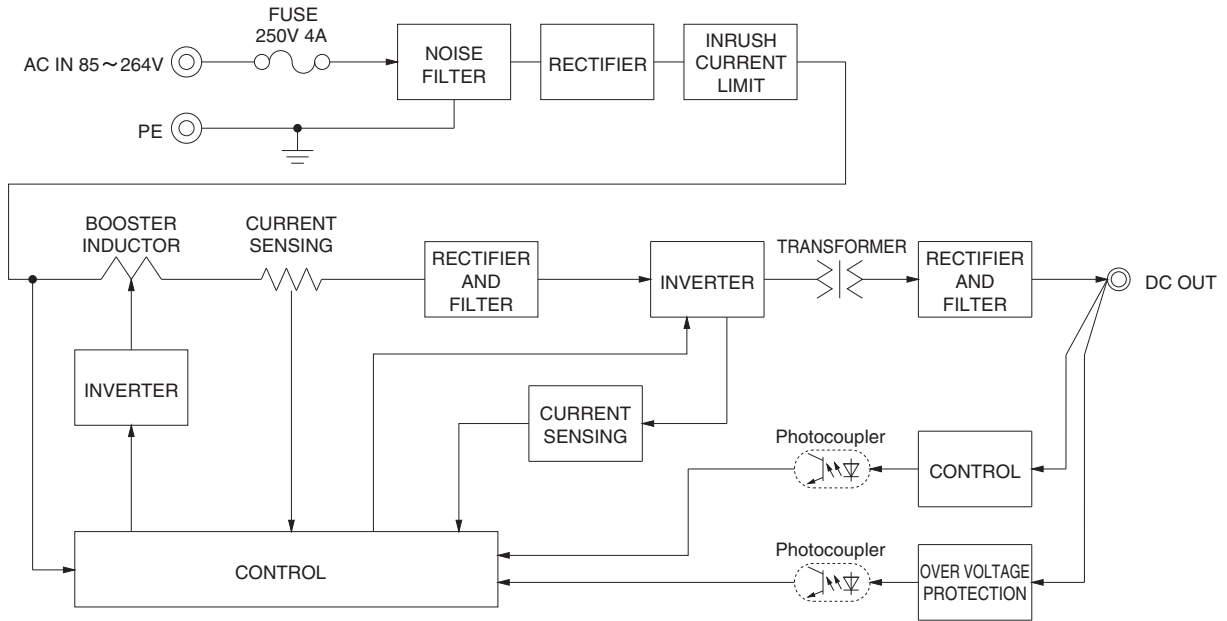 FUSE
250V 4A
AC IN 85～264V
NOISE
FILTER
RECTIFIER
INRUSH
CURRENT
LIMIT
PE
BOOSTER
INDUCTOR
CURRENT
SENSING
RECTIFIER
AND
FILTER
INVERTER
TRANSFORMER
RECTIFIER
AND
FILTER
DC OUT
INVERTER
CURRENT
SENSING
Photocoupler
CONTROL
CONTROL
Photocoupler
OVER VOLTAGE
PROTECTION